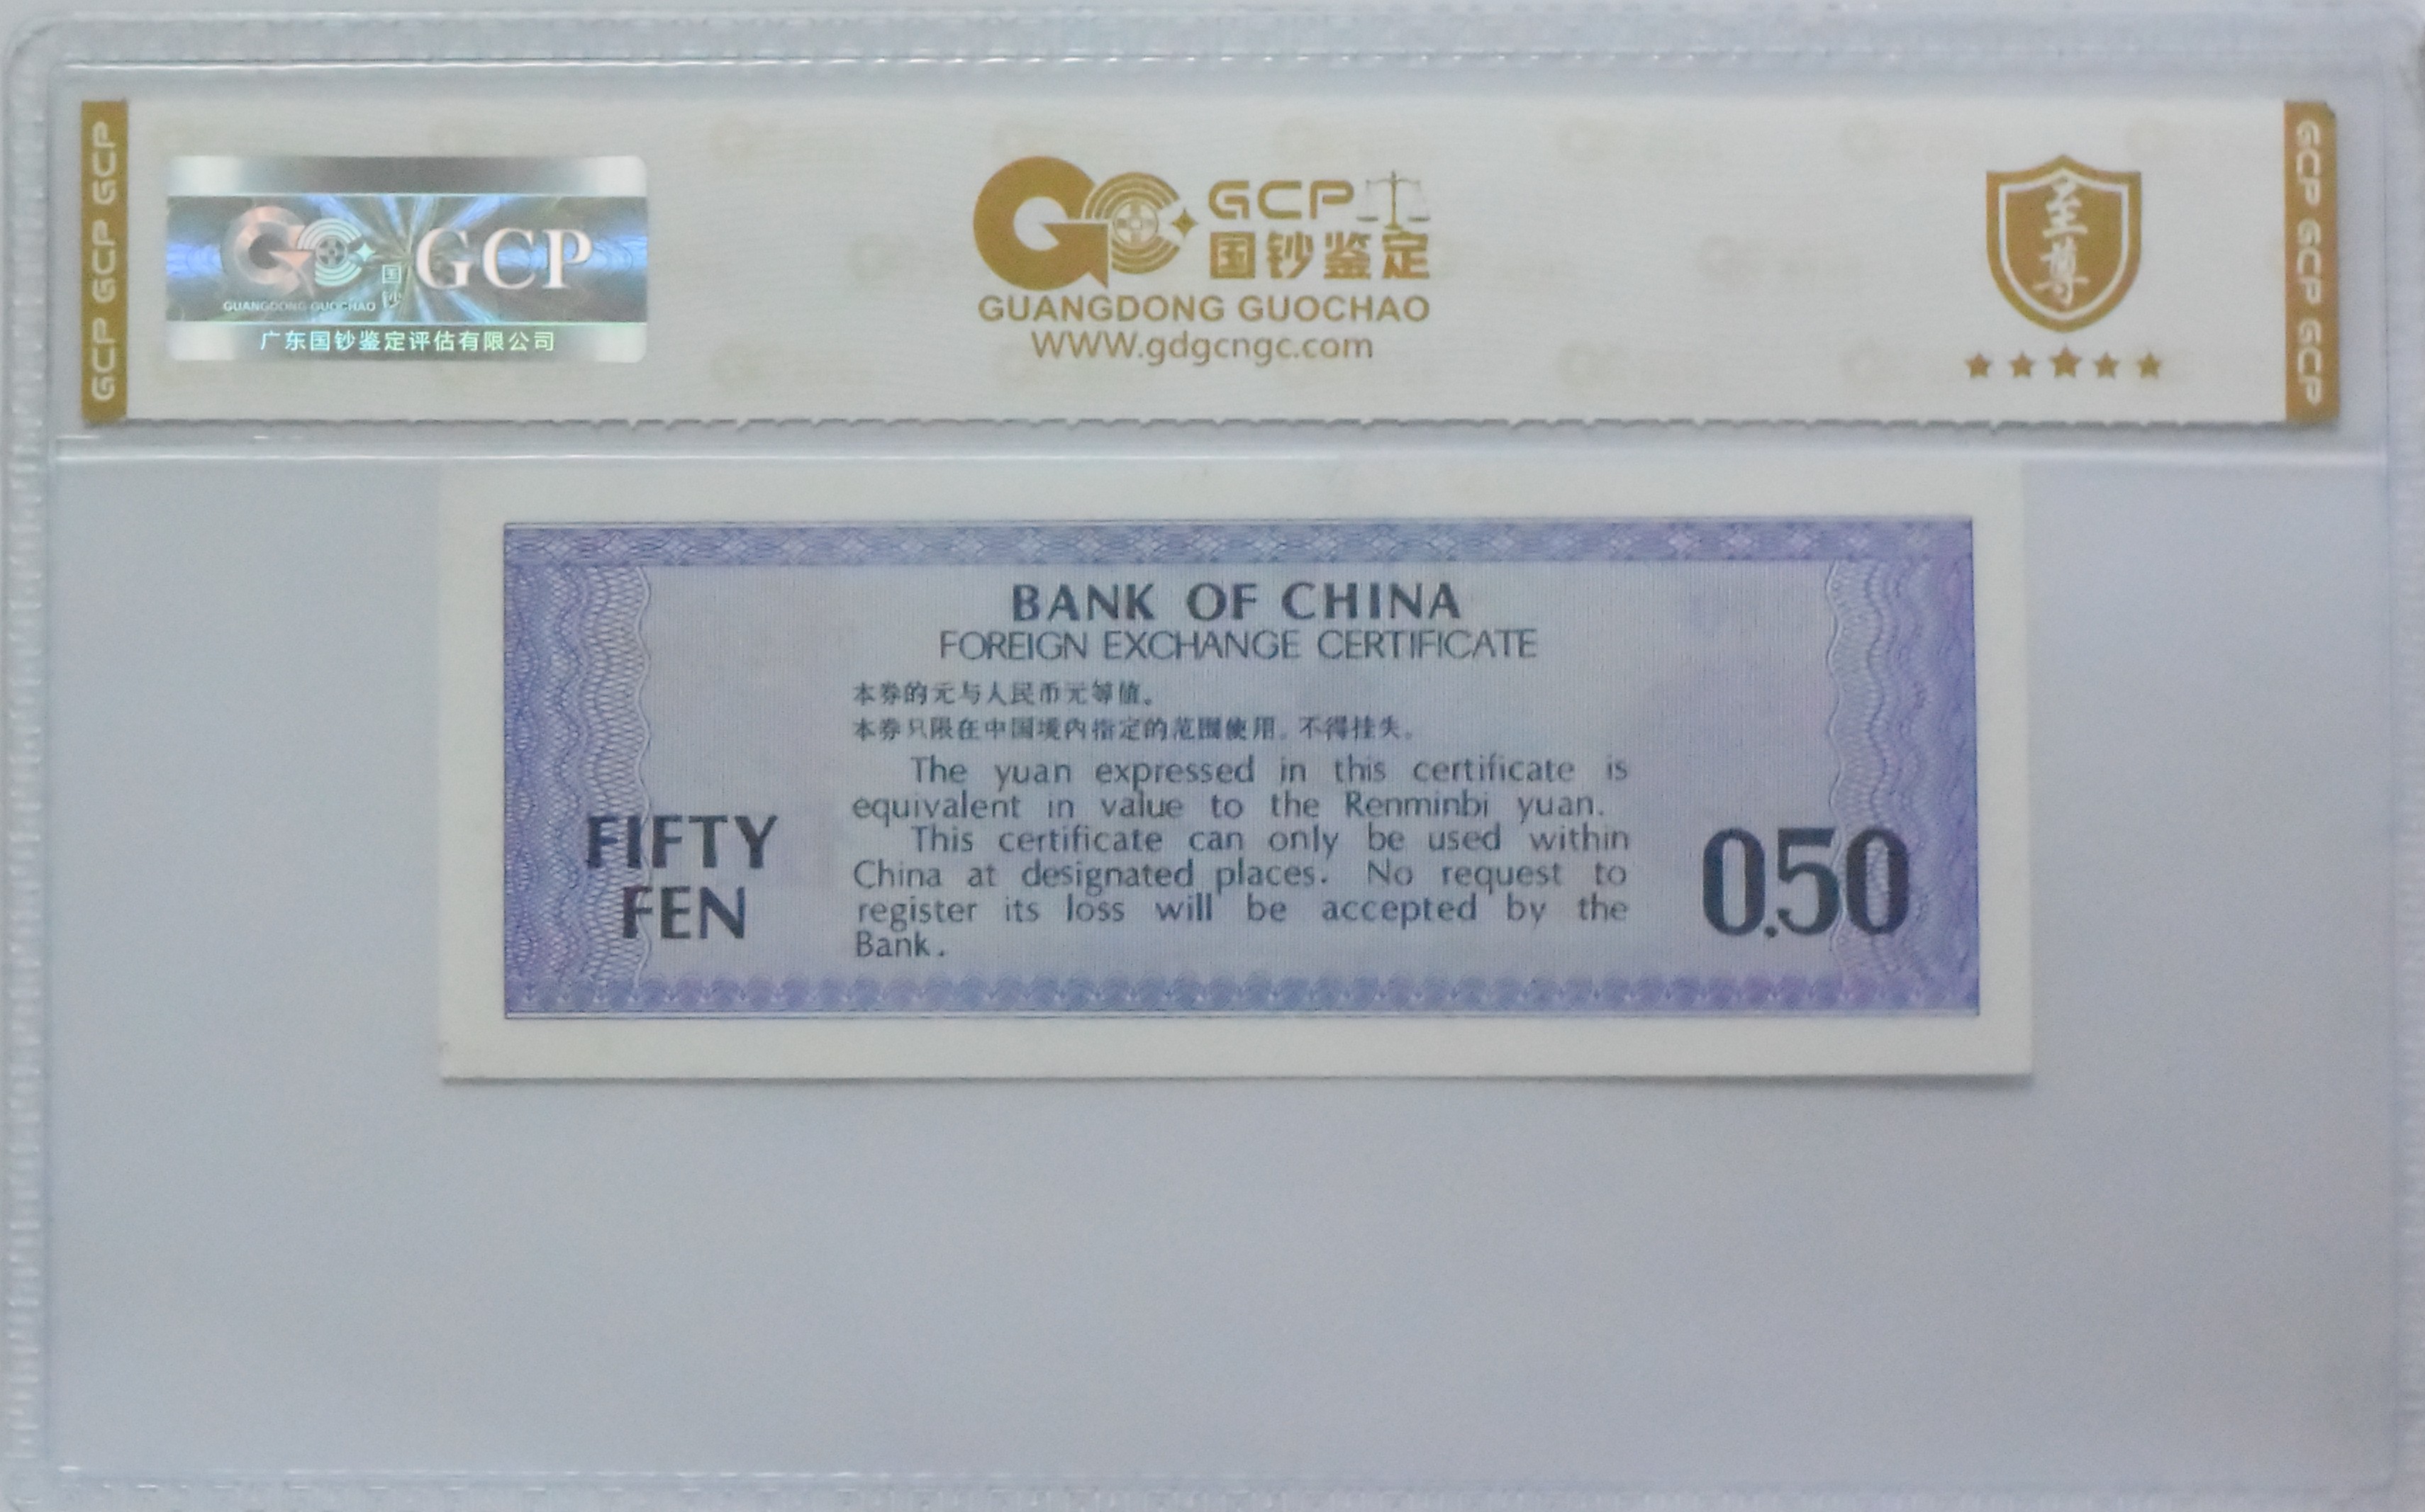 GCP GCP GCP
GCP
国钞
GUANGDONG GUOCHAO
广东国钞鉴定评估有限公司
GCP
国钞鉴定
GUANGDONG GUOCHAO
WWW.gdgcngc.com
至尊
GCP GCP GCP
BANK OF CHINA
FOREIGN EXCHANGE CERTIFICATE
本券的元与人民币元等值。
本券只限在中国境内指定的范围使用。不得挂失。
The yuan expressed in this certificate is
equivalent in value to the Renminbi yuan.
This certificate can only be used within
China at designated places. No request to
register its loss will be accepted by the
Bank.
FIFTY
FEN
0.50